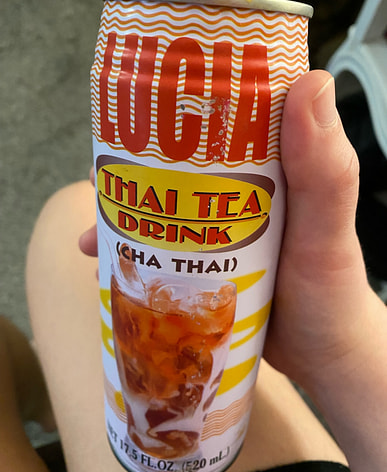 LUCIA
THAI TEA
DRINK
(CHA THAI)
17.5 FL.OZ. (520 mL.)